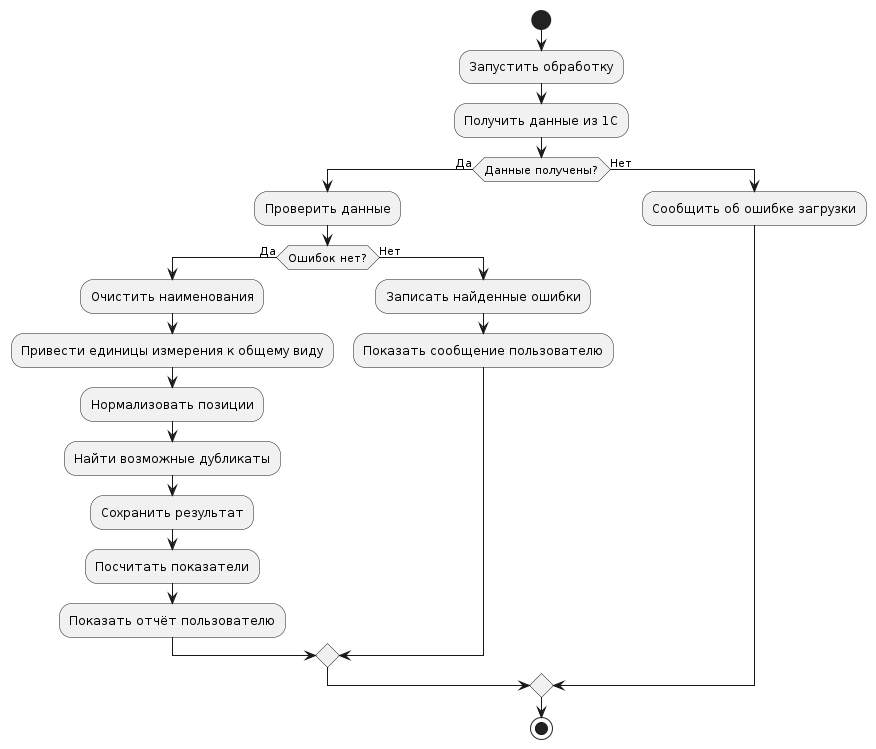 Запустить обработку
Получить данные из 1С
Да
Данные получены?
Нет
Проверить данные
Сообщить об ошибке загрузки
Да
Ошибок нет?
Нет
Очистить наименования
Записать найденные ошибки
Привести единицы измерения к общему виду
Показать сообщение пользователю
Нормализовать позиции
Найти возможные дубликаты
Сохранить результат
Посчитать показатели
Показать отчёт пользователю